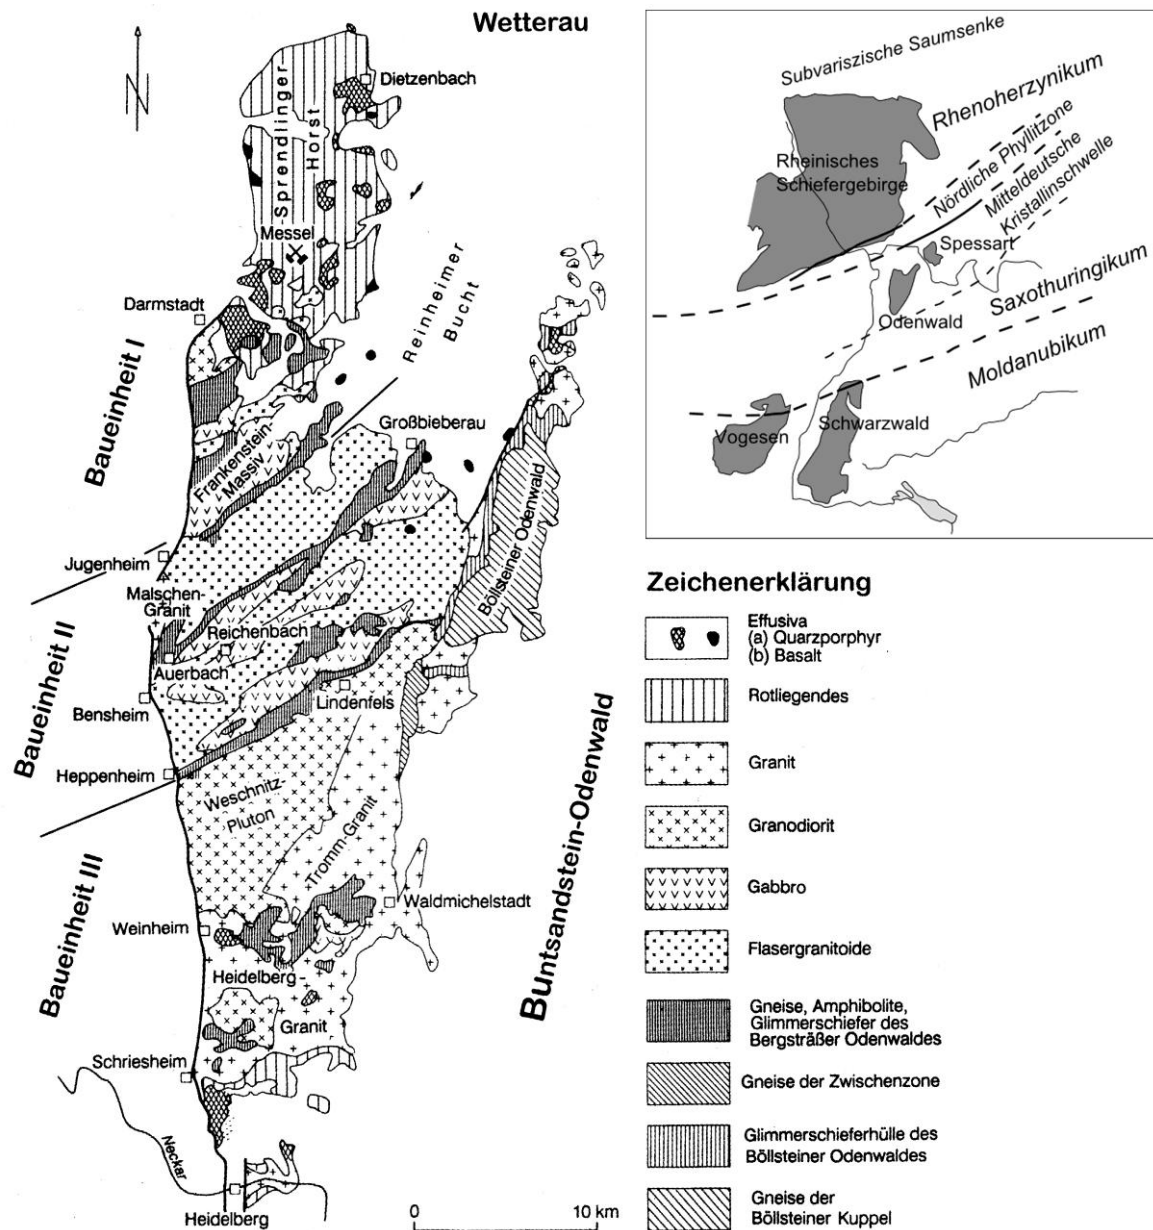 Wetterau
N
Dietzenbach
Sprendlinger
Horst
Messel
Darmstadt
Reinheimer
Bucht
Baueinheit I
Frankenstein-
Massiv
Großbieberau
Böllsteiner Odenwald
Jugenheim
Malschen-
Granit
Reichenbach
Auerbach
Baueinheit II
Bensheim
Lindenfels
Heppenheim
Weschnitz-
Pluton
Tromm-Granit
Buntsandstein-Odenwald
Baueinheit III
Waldmichelstadt
Weinheim
Heidelberg-
Granit
Schriesheim
Neckar
Heidelberg
0
10 km
Subvariszische Saumsenke
Rhenoherzynikum
Rheinisches
Schiefergebirge
Nördliche Phyllitzone
Mitteldeutsche
Kristallinschwelle
Spessart
Odenwald
Saxothuringikum
Moldanubikum
Vogesen
Schwarzwald
Zeichenerklärung
Effusiva
(a) Quarzporphyr
(b) Basalt
Rotliegendes
Granit
Granodiorit
Gabbro
Flasergranitoide
Gneise, Amphibolite,
Glimmerschiefer des
Bergsträßer Odenwaldes
Gneise der Zwischenzone
Glimmerschieferhülle des
Böllsteiner Odenwaldes
Gneise der
Böllsteiner Kuppel